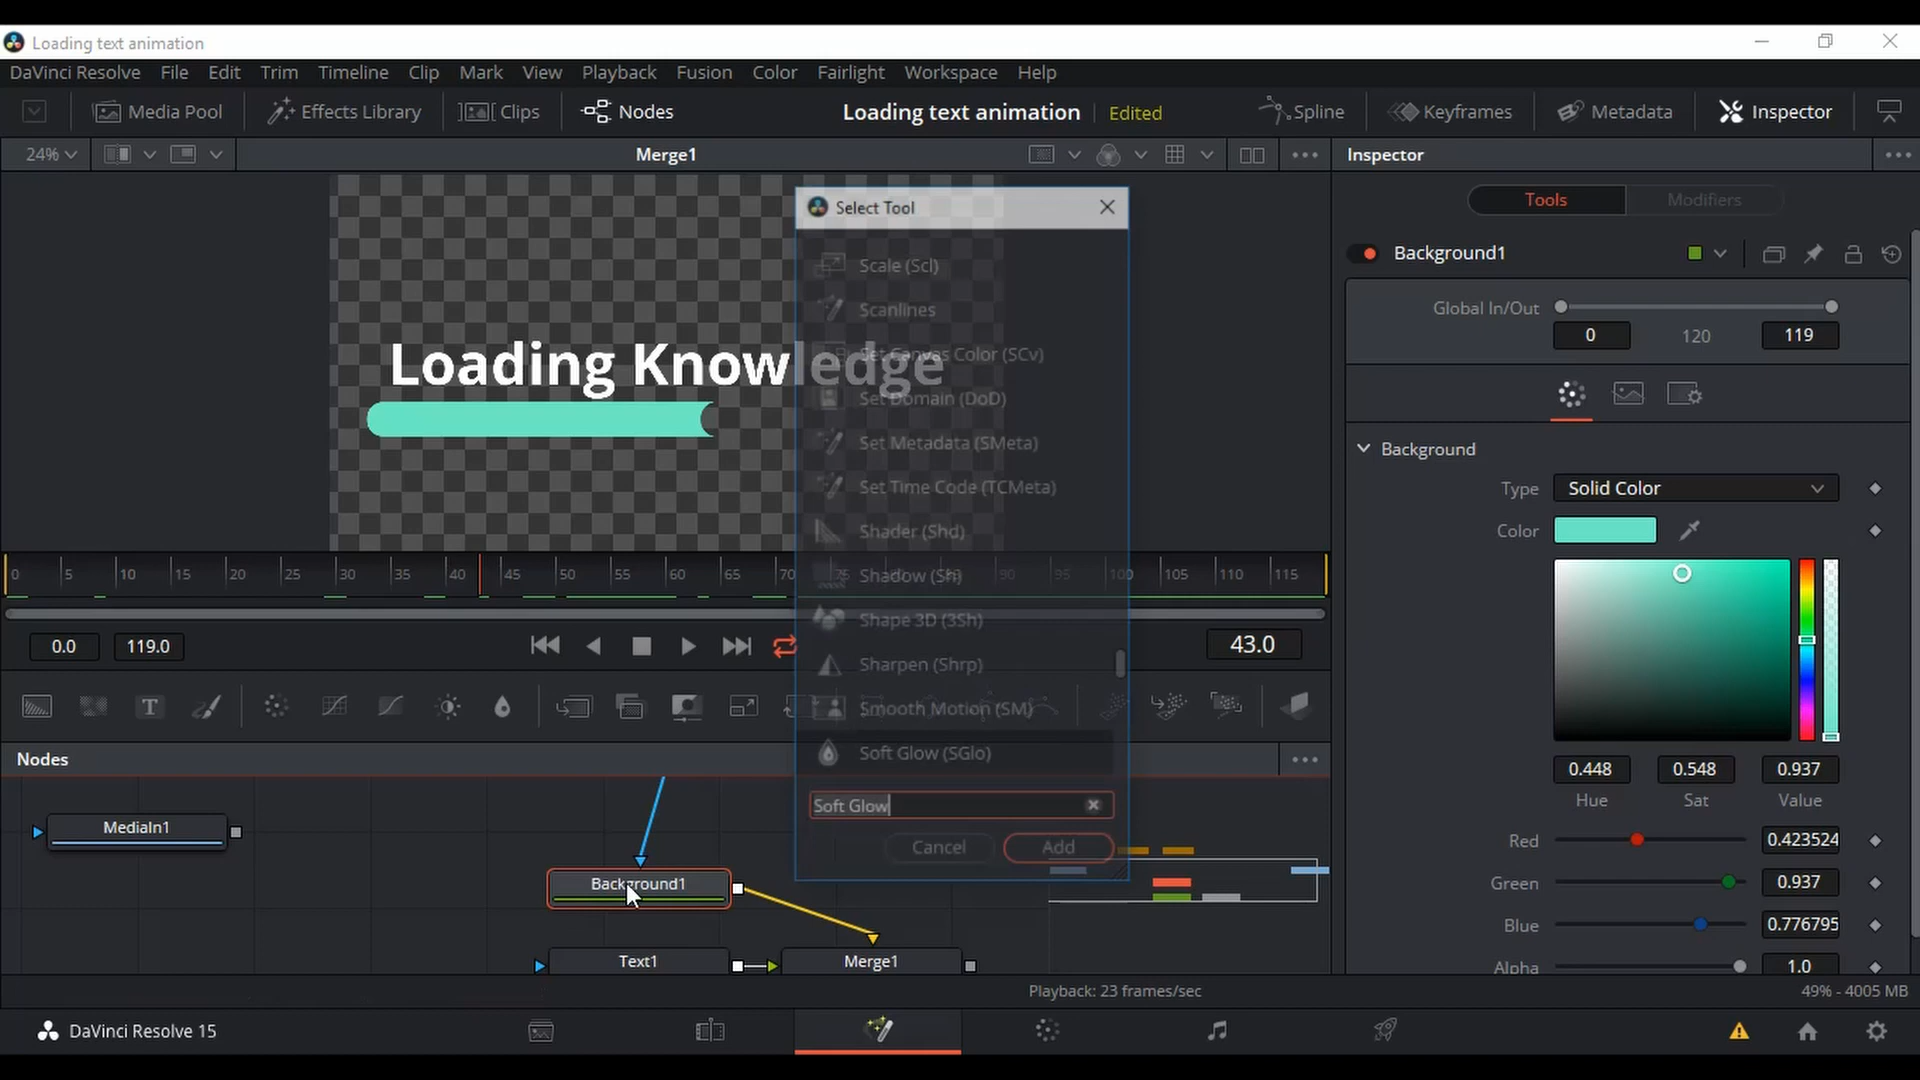 Loading text animation
DaVinci Resolve File Edit Trim Timeline Clip Mark View Playback Fusion Color Fairlight Workspace Help
Media Pool Effects Library Clips Nodes Loading text animation Edited Spline Keyframes Metadata Inspector
24% Merge1 Inspector
Tools Modifiers
Select Tool
Background1
Scale (Scl)
Scanlines
Set Canvas Color (SCv)
Set Domain (DoD)
Set Metadata (SMeta)
Set Time Code (TCMeta)
Shader (Shd)
Shadow (Sh)
Shape 3D (3Sh)
Sharpen (Shrp)
Smooth Motion (SM)
Soft Glow (SGlo)
Soft Glow
Cancel Add
Loading Knowledge
Global In/Out
0 120 119
Background
Type Solid Color
Color
0.448 0.548 0.937
Hue Sat Value
Red 0.423524
Green 0.937
Blue 0.776795
Alpha 1.0
0 5 10 15 20 25 30 35 40 45 50 55 60 65 70 75 80 85 90 95 100 105 110 115
0.0 119.0 43.0
Nodes
MediaIn1
Background1
Text1 Merge1
Playback: 23 frames/sec 49% - 4005 MB
DaVinci Resolve 15